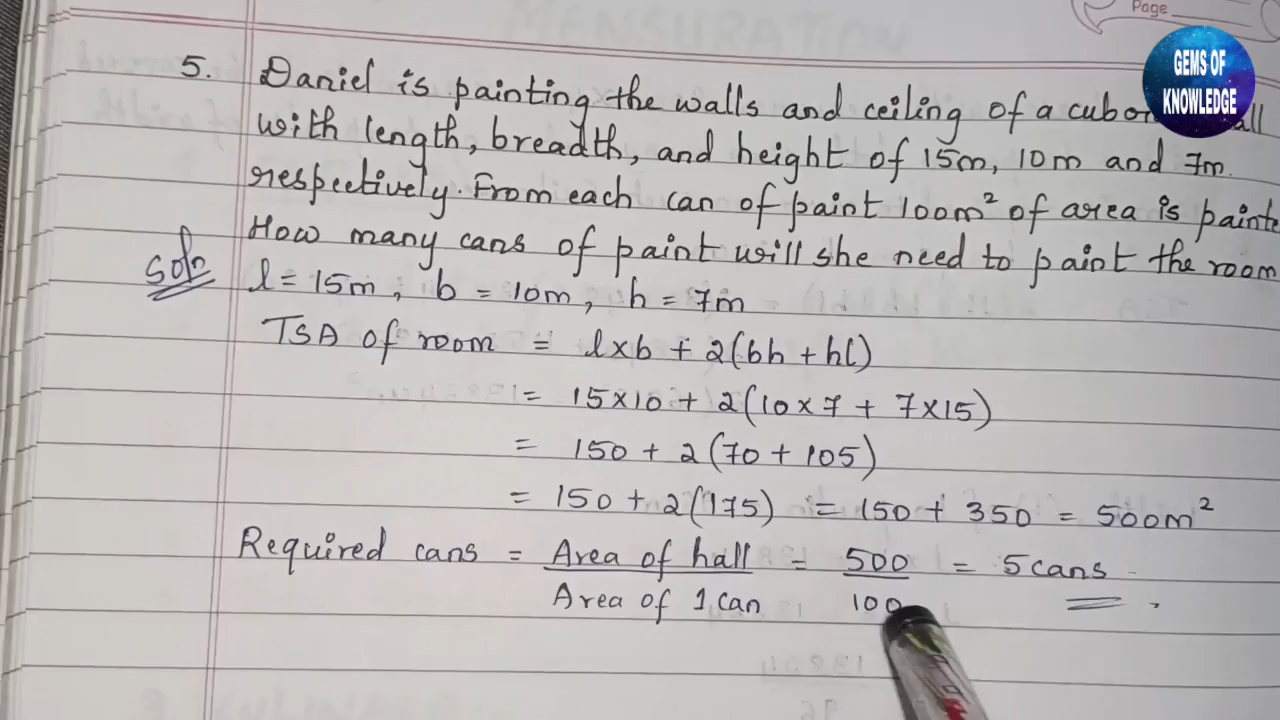 Page
GEMS OF
KNOWLEDGE
5. Daniel is painting the walls and ceiling of a
with length, breadth, and height of 15m, 10m and 7m.
respectively. From each can of paint 100m² of area is painte
How many cans of paint will she need to paint the room
Soln l = 15m, b = 10m, h = 7m
TSA of room = l×b + 2(bh + hl)
= 15×10 + 2(10×7 + 7×15)
= 150 + 2(70 + 105)
= 150 + 2(175) = 150 + 350 = 500m²
Required cans = Area of hall = 500 = 5 cans
Area of 1 can 100